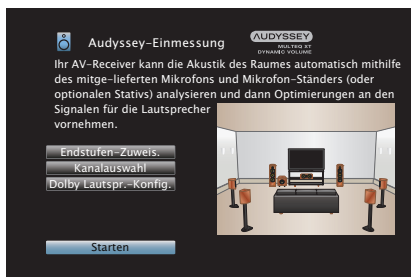 Audyssey-Einmessung
AUDYSSEY
MULTEQ XT
DYNAMIC VOLUME
Ihr AV-Receiver kann die Akustik des Raumes automatisch mithilfe
des mitge-lieferten Mikrofons und Mikrofon-Ständers (oder
optionalen Stativs) analysieren und dann Optimierungen an den
Signalen für die Lautsprecher
vornehmen.
Endstufen-Zuweis.
Kanalauswahl
Dolby Lautspr.-Konfig.
Starten